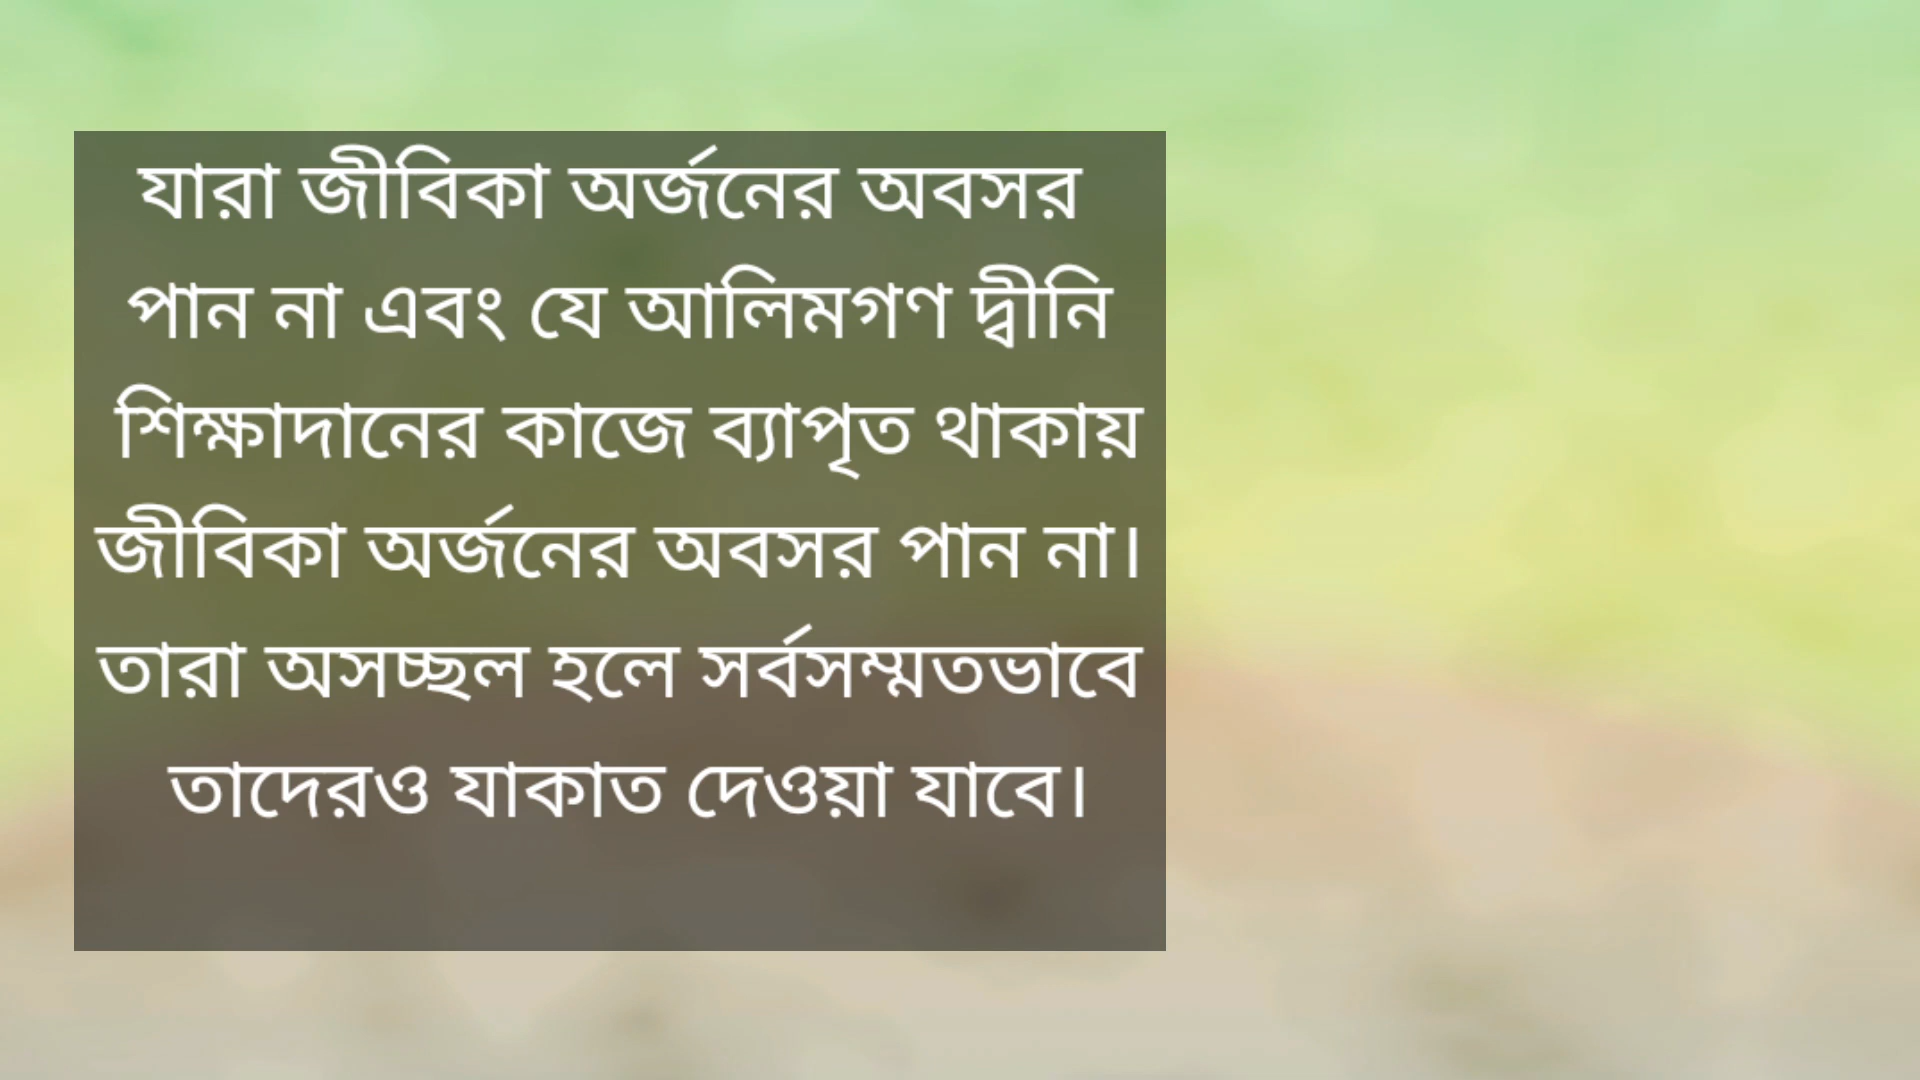 যারা জীবিকা অর্জনের অবসর
পান না এবং যে আলিমগণ দ্বীনি
শিক্ষাদানের কাজে ব্যাপৃত থাকায়
জীবিকা অর্জনের অবসর পান না।
তারা অসচ্ছল হলে সর্বসম্মতভাবে
তাদেরও যাকাত দেওয়া যাবে।